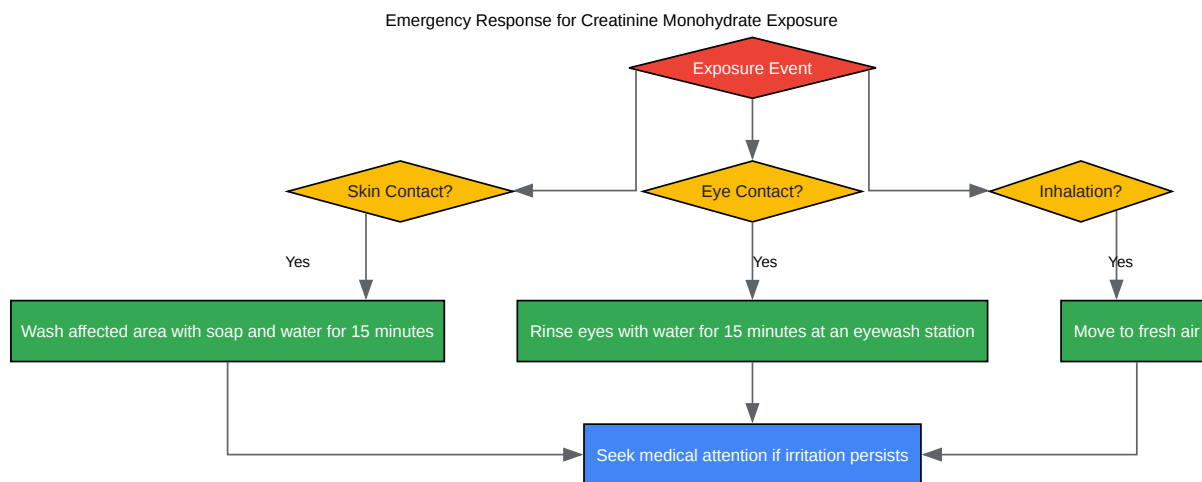 Emergency Response for Creatinine Monohydrate Exposure
Exposure Event
Skin Contact?
Eye Contact?
Inhalation?
Yes
Yes
Yes
Wash affected area with soap and water for 15 minutes
Rinse eyes with water for 15 minutes at an eyewash station
Move to fresh air
Seek medical attention if irritation persists